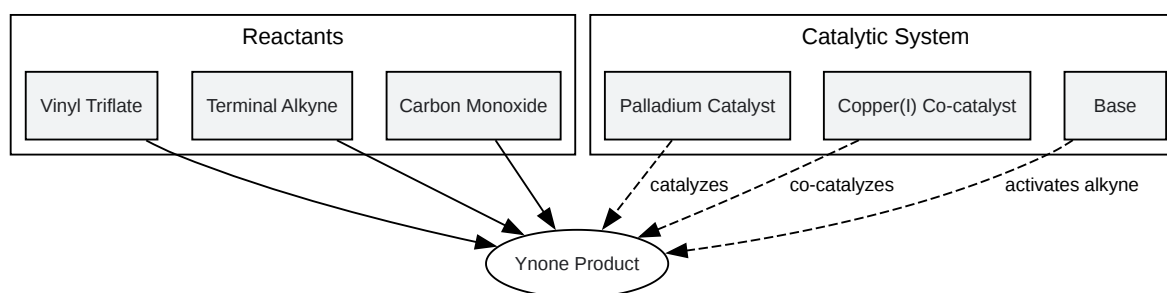 Reactants
Catalytic System
Vinyl Triflate
Terminal Alkyne
Carbon Monoxide
Palladium Catalyst
Copper(I) Co-catalyst
Base
catalyzes
co-catalyzes
activates alkyne
Ynone Product